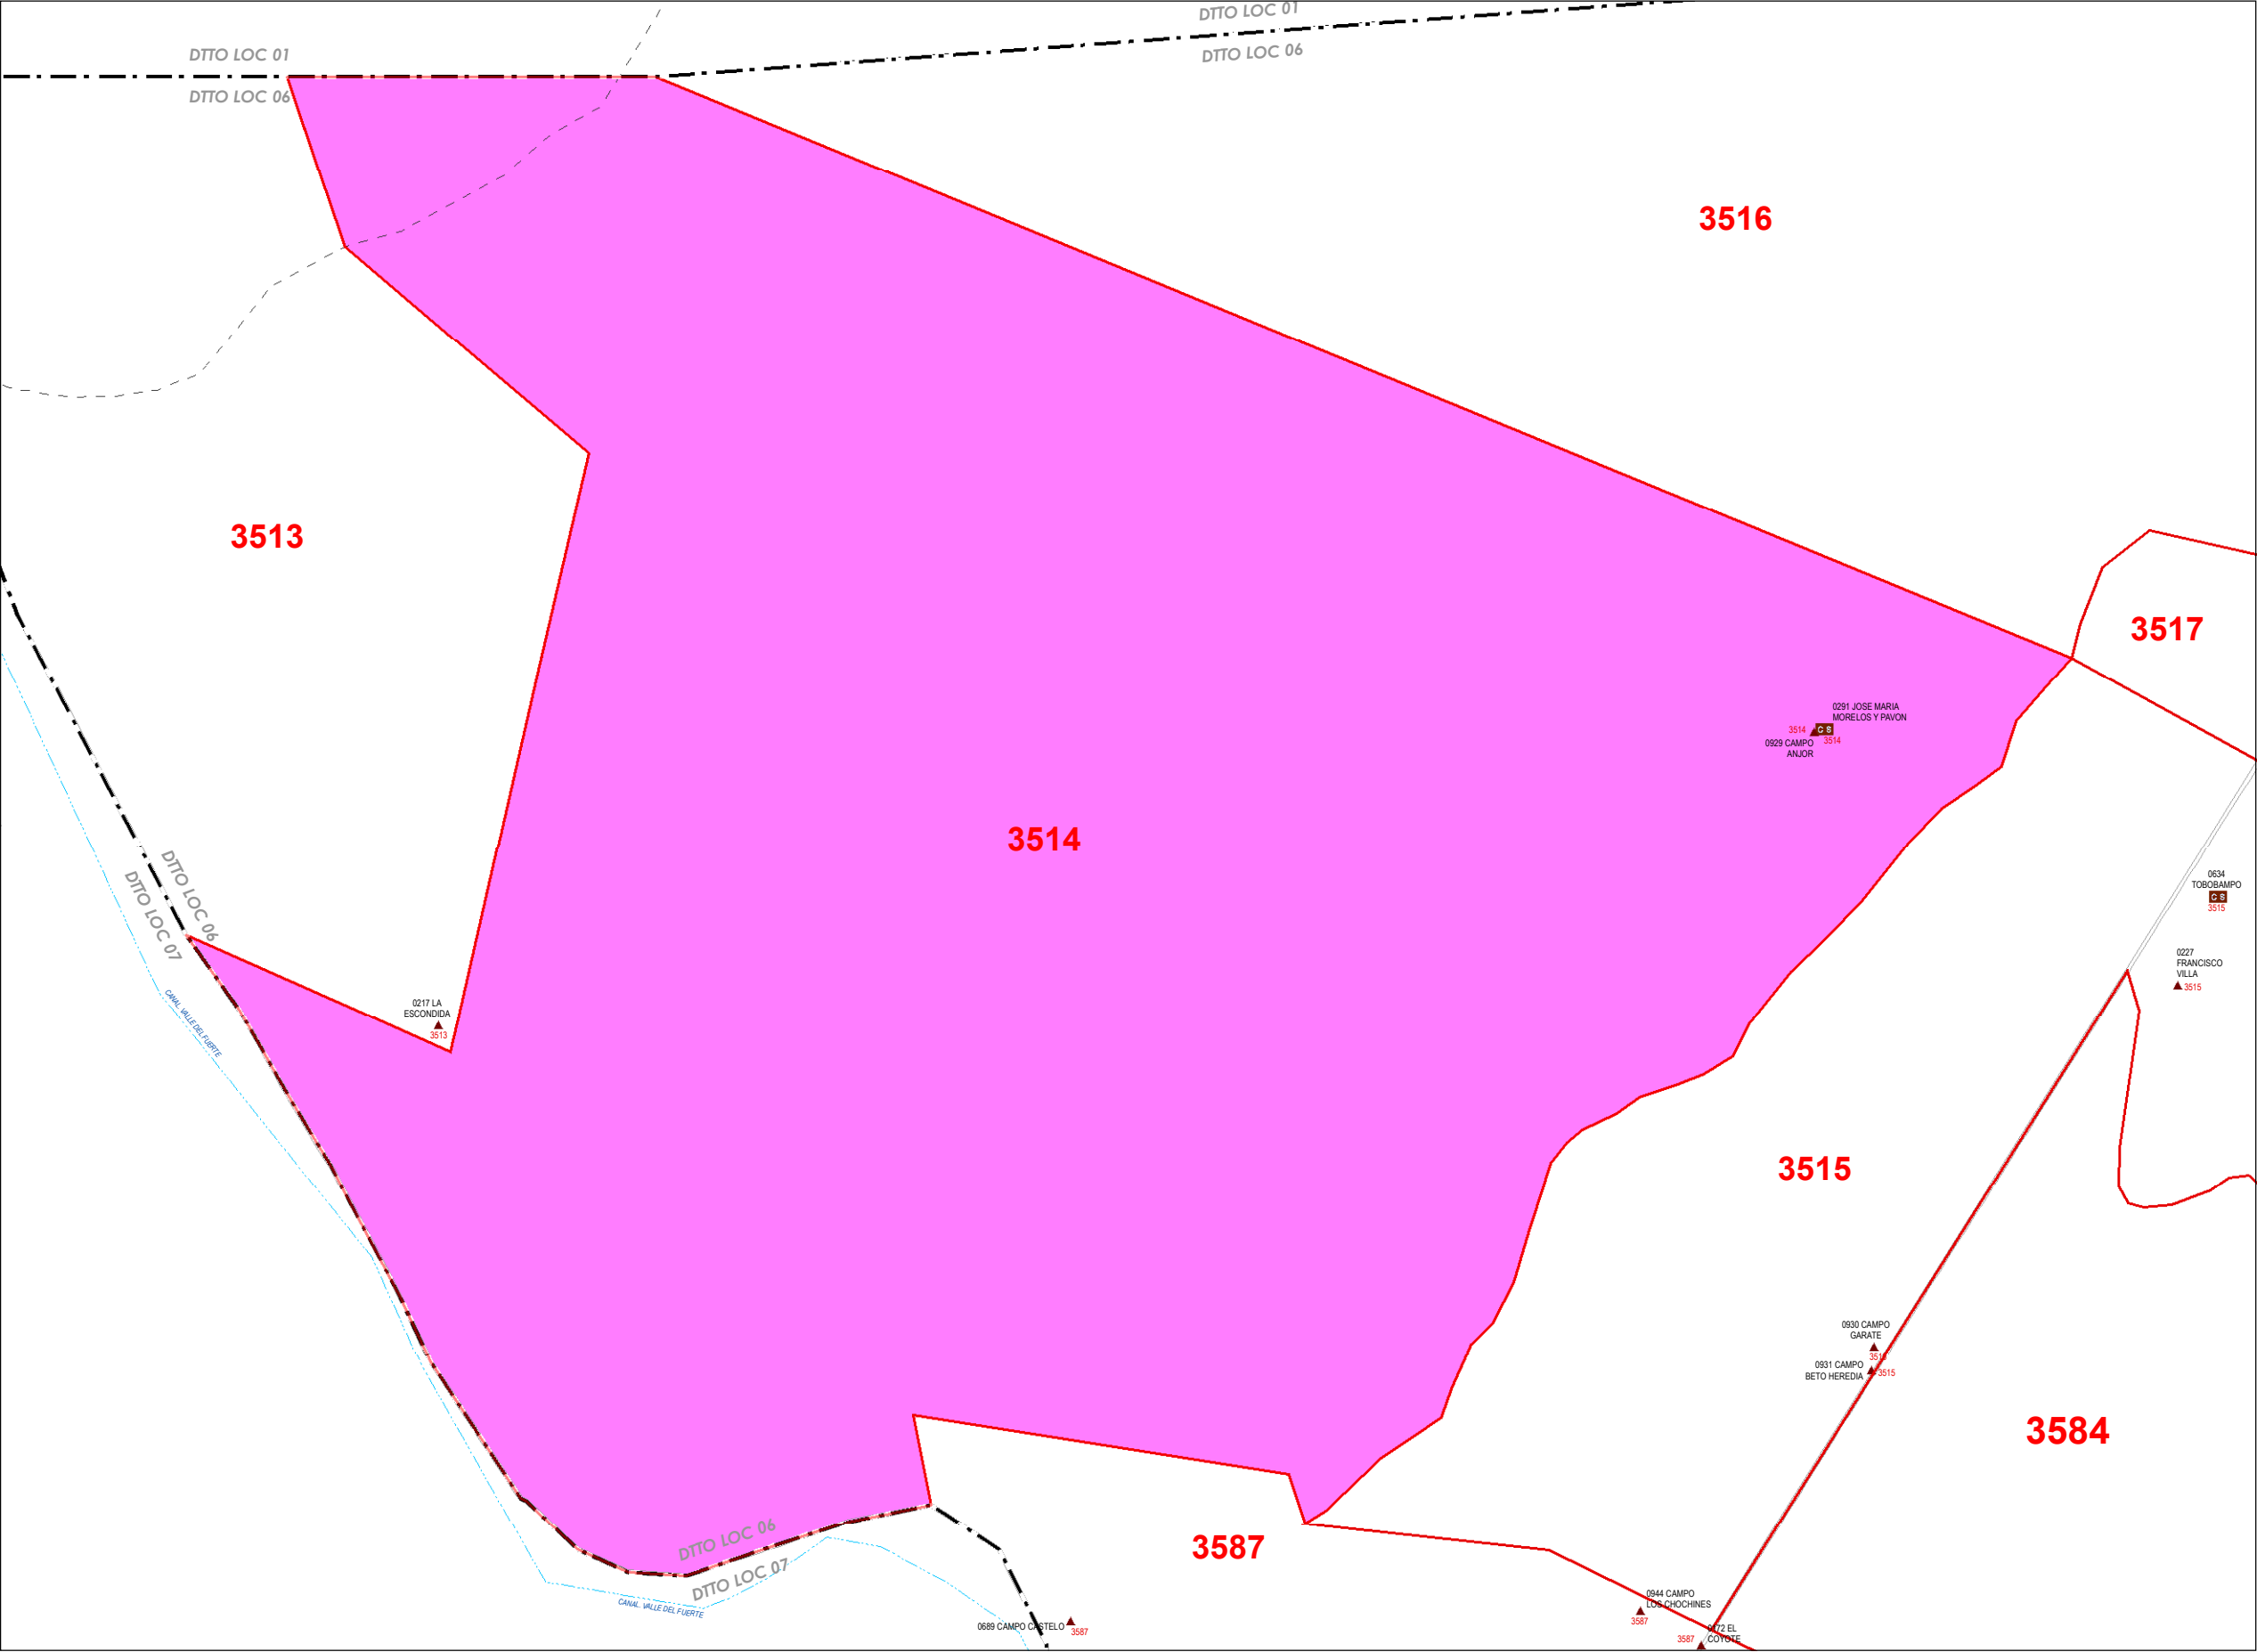 DTTO LOC 01
DTTO LOC 06
DTTO LOC 01
DTTO LOC 06
3516
3513
3517
0291 JOSE MARIA
MORELOS Y PAVON
3514
C S
3514
0929 CAMPO
ANJOR
3514
0634
TOBOBAMPO
C S
3515
0227
FRANCISCO
VILLA
3515
DTTO LOC 06
DTTO LOC 07
CANAL. VALLE DEL FUERTE
0217 LA
ESCONDIDA
3513
3515
0930 CAMPO
GARATE
0931 CAMPO
BETO HEREDIA
3515
3584
DTTO LOC 06
DTTO LOC 07
3587
CANAL. VALLE DEL FUERTE
0689 CAMPO CASTELO
3587
0944 CAMPO
LOS CHOCHINES
3587
EL
COYOTE
3587